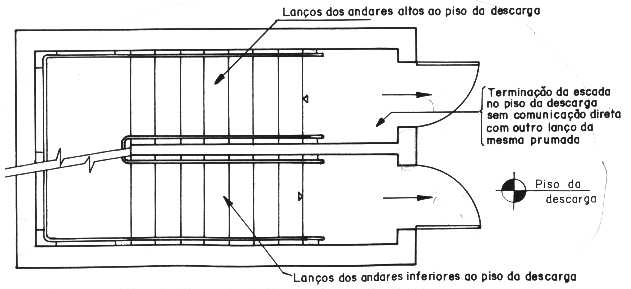 Lanços dos andares altos ao piso da descarga
Terminação da escada
no piso da descarga
sem comunicação direta
com outro lanço da
mesma prumada
Piso da
descarga
Lanços dos andares inferiores ao piso da descarga